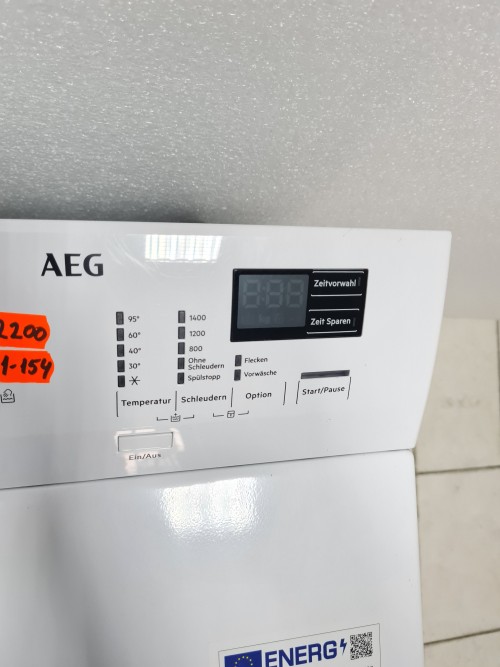 AEG
Zeitvorwahl
Zeit Sparen
2200
1-154
95°
60°
40°
30°
1400
1200
800
Ohne
Schleudern
Spülstopp
Flecken
Vorwäsche
Temperatur
Schleudern
Option
Start/Pause
Ein/Aus
ENERG